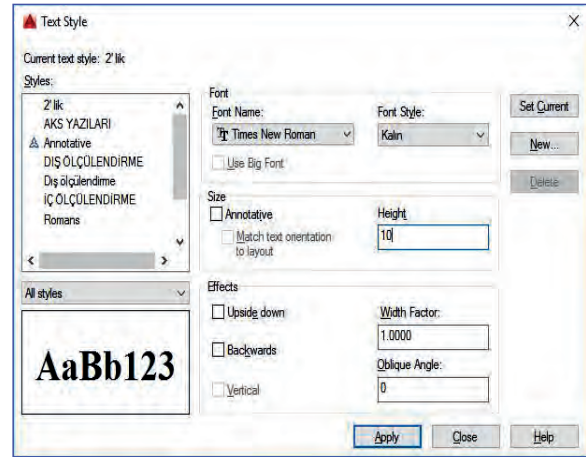 Text Style
Current text style: 2' lik
Styles:
2' lik
AKS YAZILARI
Annotative
DIŞ ÖLÇÜLENDİRME
Dış ölçülendirme
İÇ ÖLÇÜLENDİRME
Romans
All styles
AaBb123
Font
Font Name:
Times New Roman
Font Style:
Kalın
Use Big Font
Size
Annotative
Match text orientation
to layout
Height
10
Effects
Upside down
Backwards
Vertical
Width Factor:
1.0000
Oblique Angle:
0
Set Current
New...
Delete
Apply
Close
Help